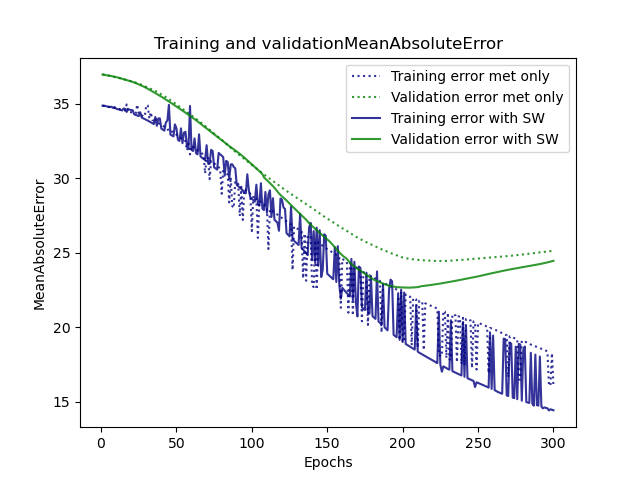 Training and validationMeanAbsoluteError
Training error met only
Validation error met only
Training error with SW
Validation error with SW
MeanAbsoluteError
35
30
25
20
15
0 50 100 150 200 250 300
Epochs